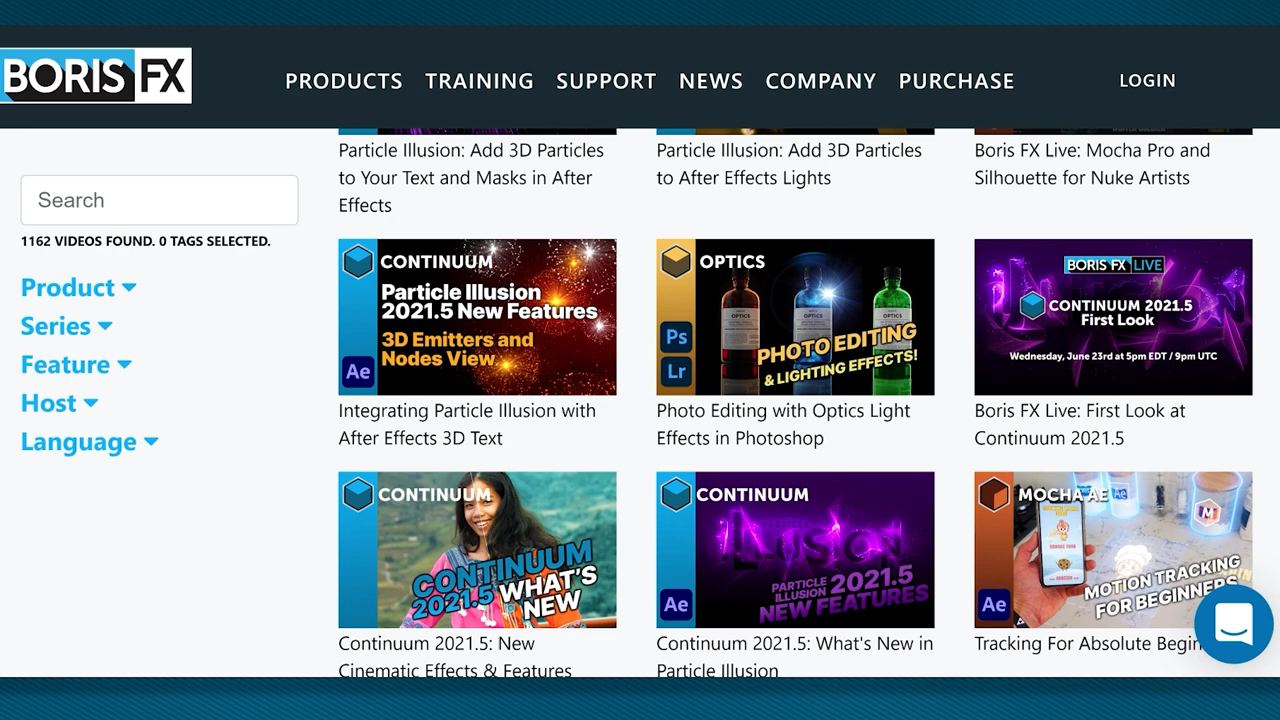 BORIS FX
PRODUCTS TRAINING SUPPORT NEWS COMPANY PURCHASE
LOGIN
Search
1162 VIDEOS FOUND. 0 TAGS SELECTED.
Product
Series
Feature
Host
Language
Particle Illusion: Add 3D Particles
to Your Text and Masks in After
Effects
Particle Illusion: Add 3D Particles
to After Effects Lights
Boris FX Live: Mocha Pro and
Silhouette for Nuke Artists
CONTINUUM
Particle Illusion
2021.5 New Features
3D Emitters and
Nodes View
Ae
Integrating Particle Illusion with
After Effects 3D Text
OPTICS
Ps
Lr
OPTICS
OPTICS
OPTICS
PHOTO EDITING
& LIGHTING EFFECTS!
Photo Editing with Optics Light
Effects in Photoshop
BORIS FX LIVE
CONTINUUM 2021.5
First Look
Wednesday, June 23rd at 5pm EDT / 9pm UTC
Boris FX Live: First Look at
Continuum 2021.5
CONTINUUM
CONTINUUM
2021.5 WHAT'S
NEW
Continuum 2021.5: New
Cinematic Effects & Features
CONTINUUM
PARTICLE
ILLUSION
Ae
PARTICLE
ILLUSION 2021.5
NEW FEATURES
Continuum 2021.5: What's New in
Particle Illusion
MOCHA AE
Ae
Ae
MOTION TRACKING
FOR BEGINNERS
Tracking For Absolute Begin